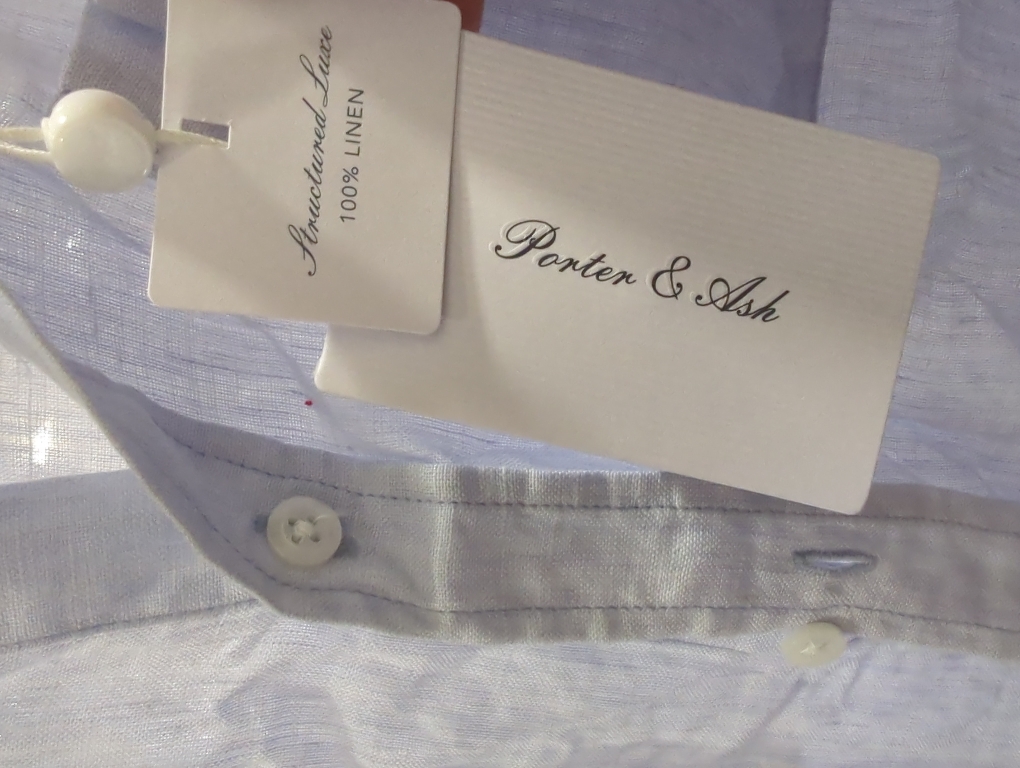 Structured Luxe
100% LINEN
Porter & Ash